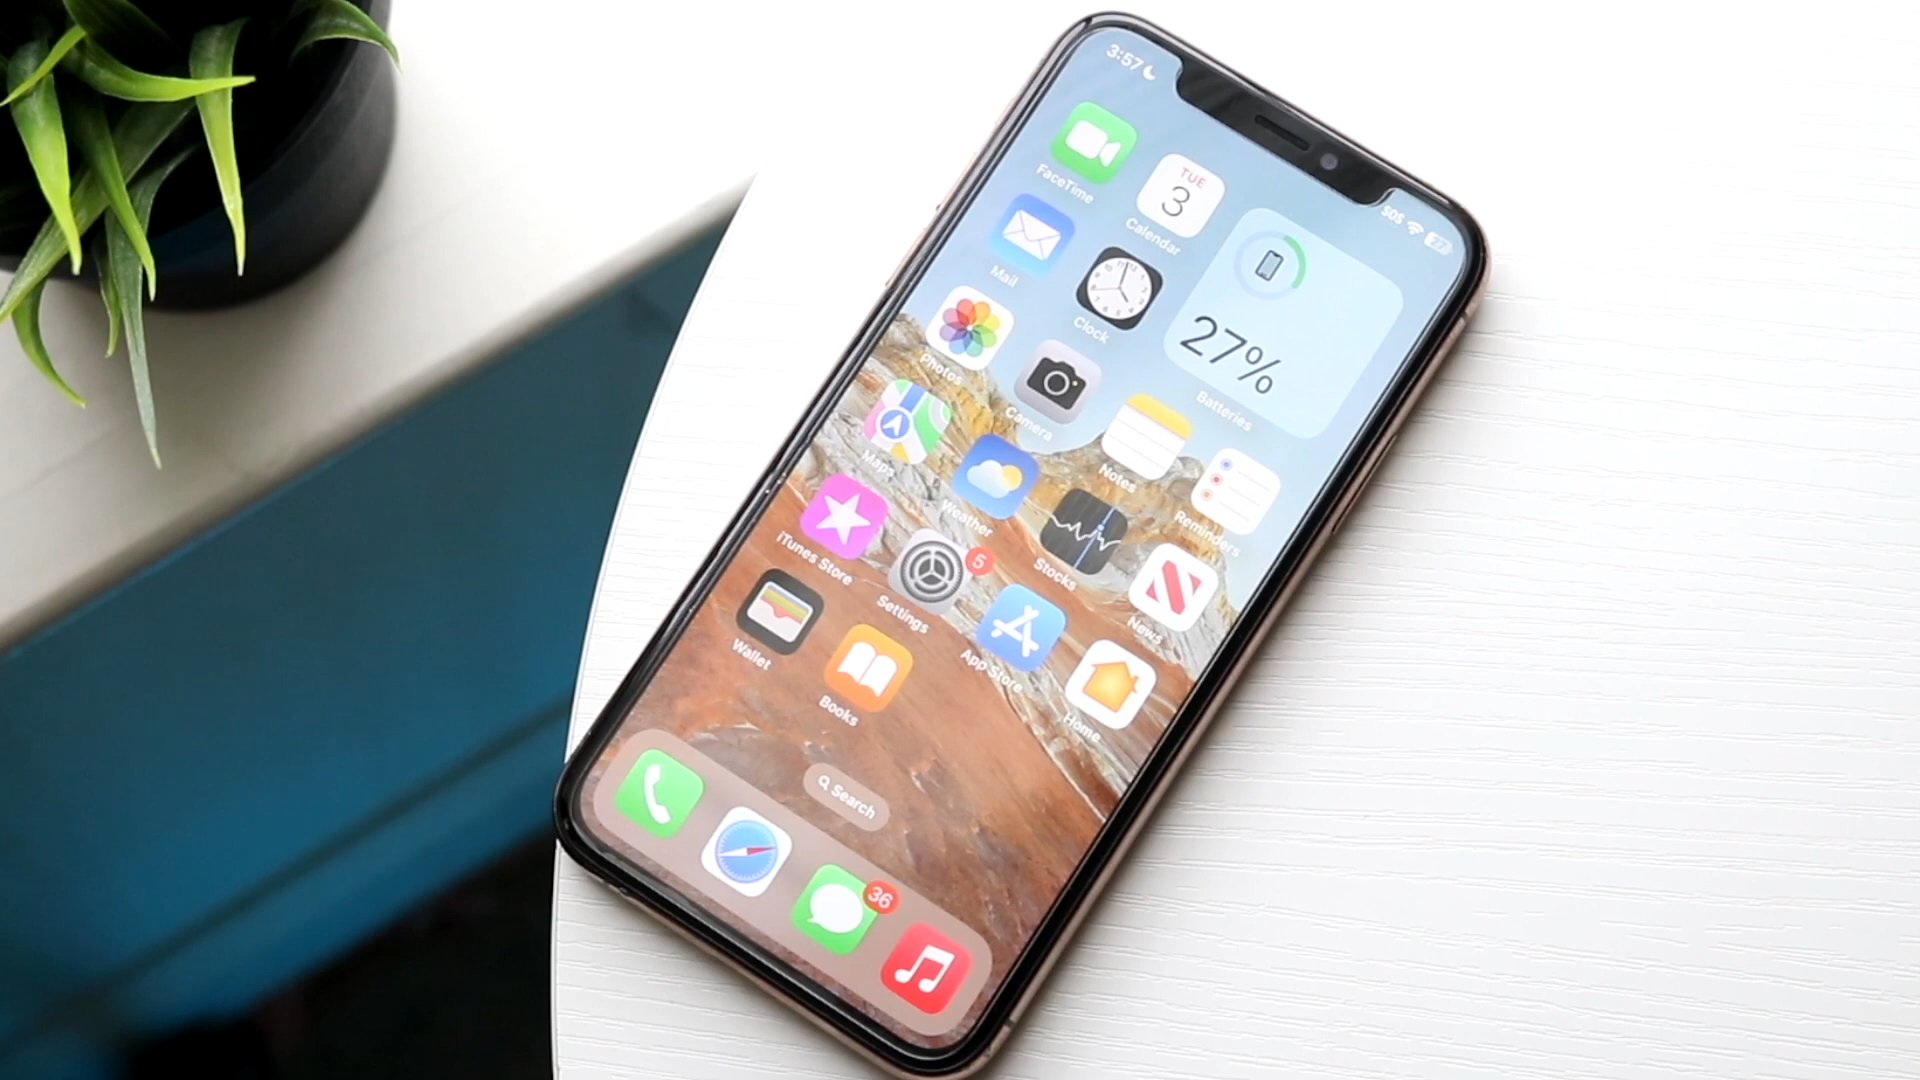 3:57
SOS
27
FaceTime
TUE
3
Calendar
Mail
Clock
27%
Batteries
Photos
Camera
Notes
Reminders
Maps
Weather
Stocks
News
iTunes Store
5
Settings
App Store
Home
Wallet
Books
Search
36